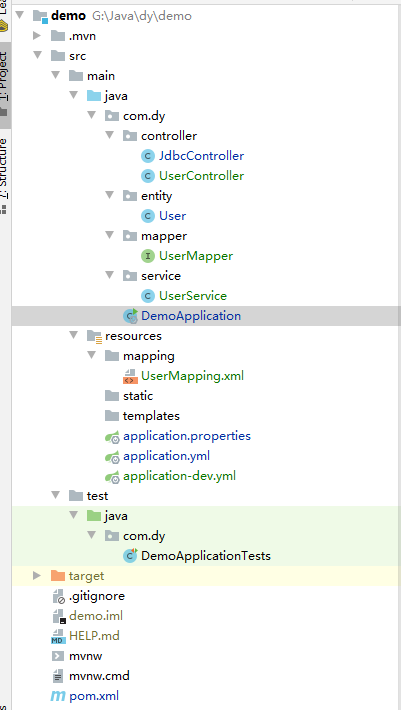 demo G:\Java\dy\demo
.mvn
src
main
java
com.dy
controller
JdbcController
UserController
entity
User
mapper
UserMapper
service
UserService
DemoApplication
resources
mapping
UserMapping.xml
static
templates
application.properties
application.yml
application-dev.yml
test
java
com.dy
DemoApplicationTests
target
.gitignore
demo.iml
HELP.md
mvnw
mvnw.cmd
pom.xml
1: Project
7: Structure